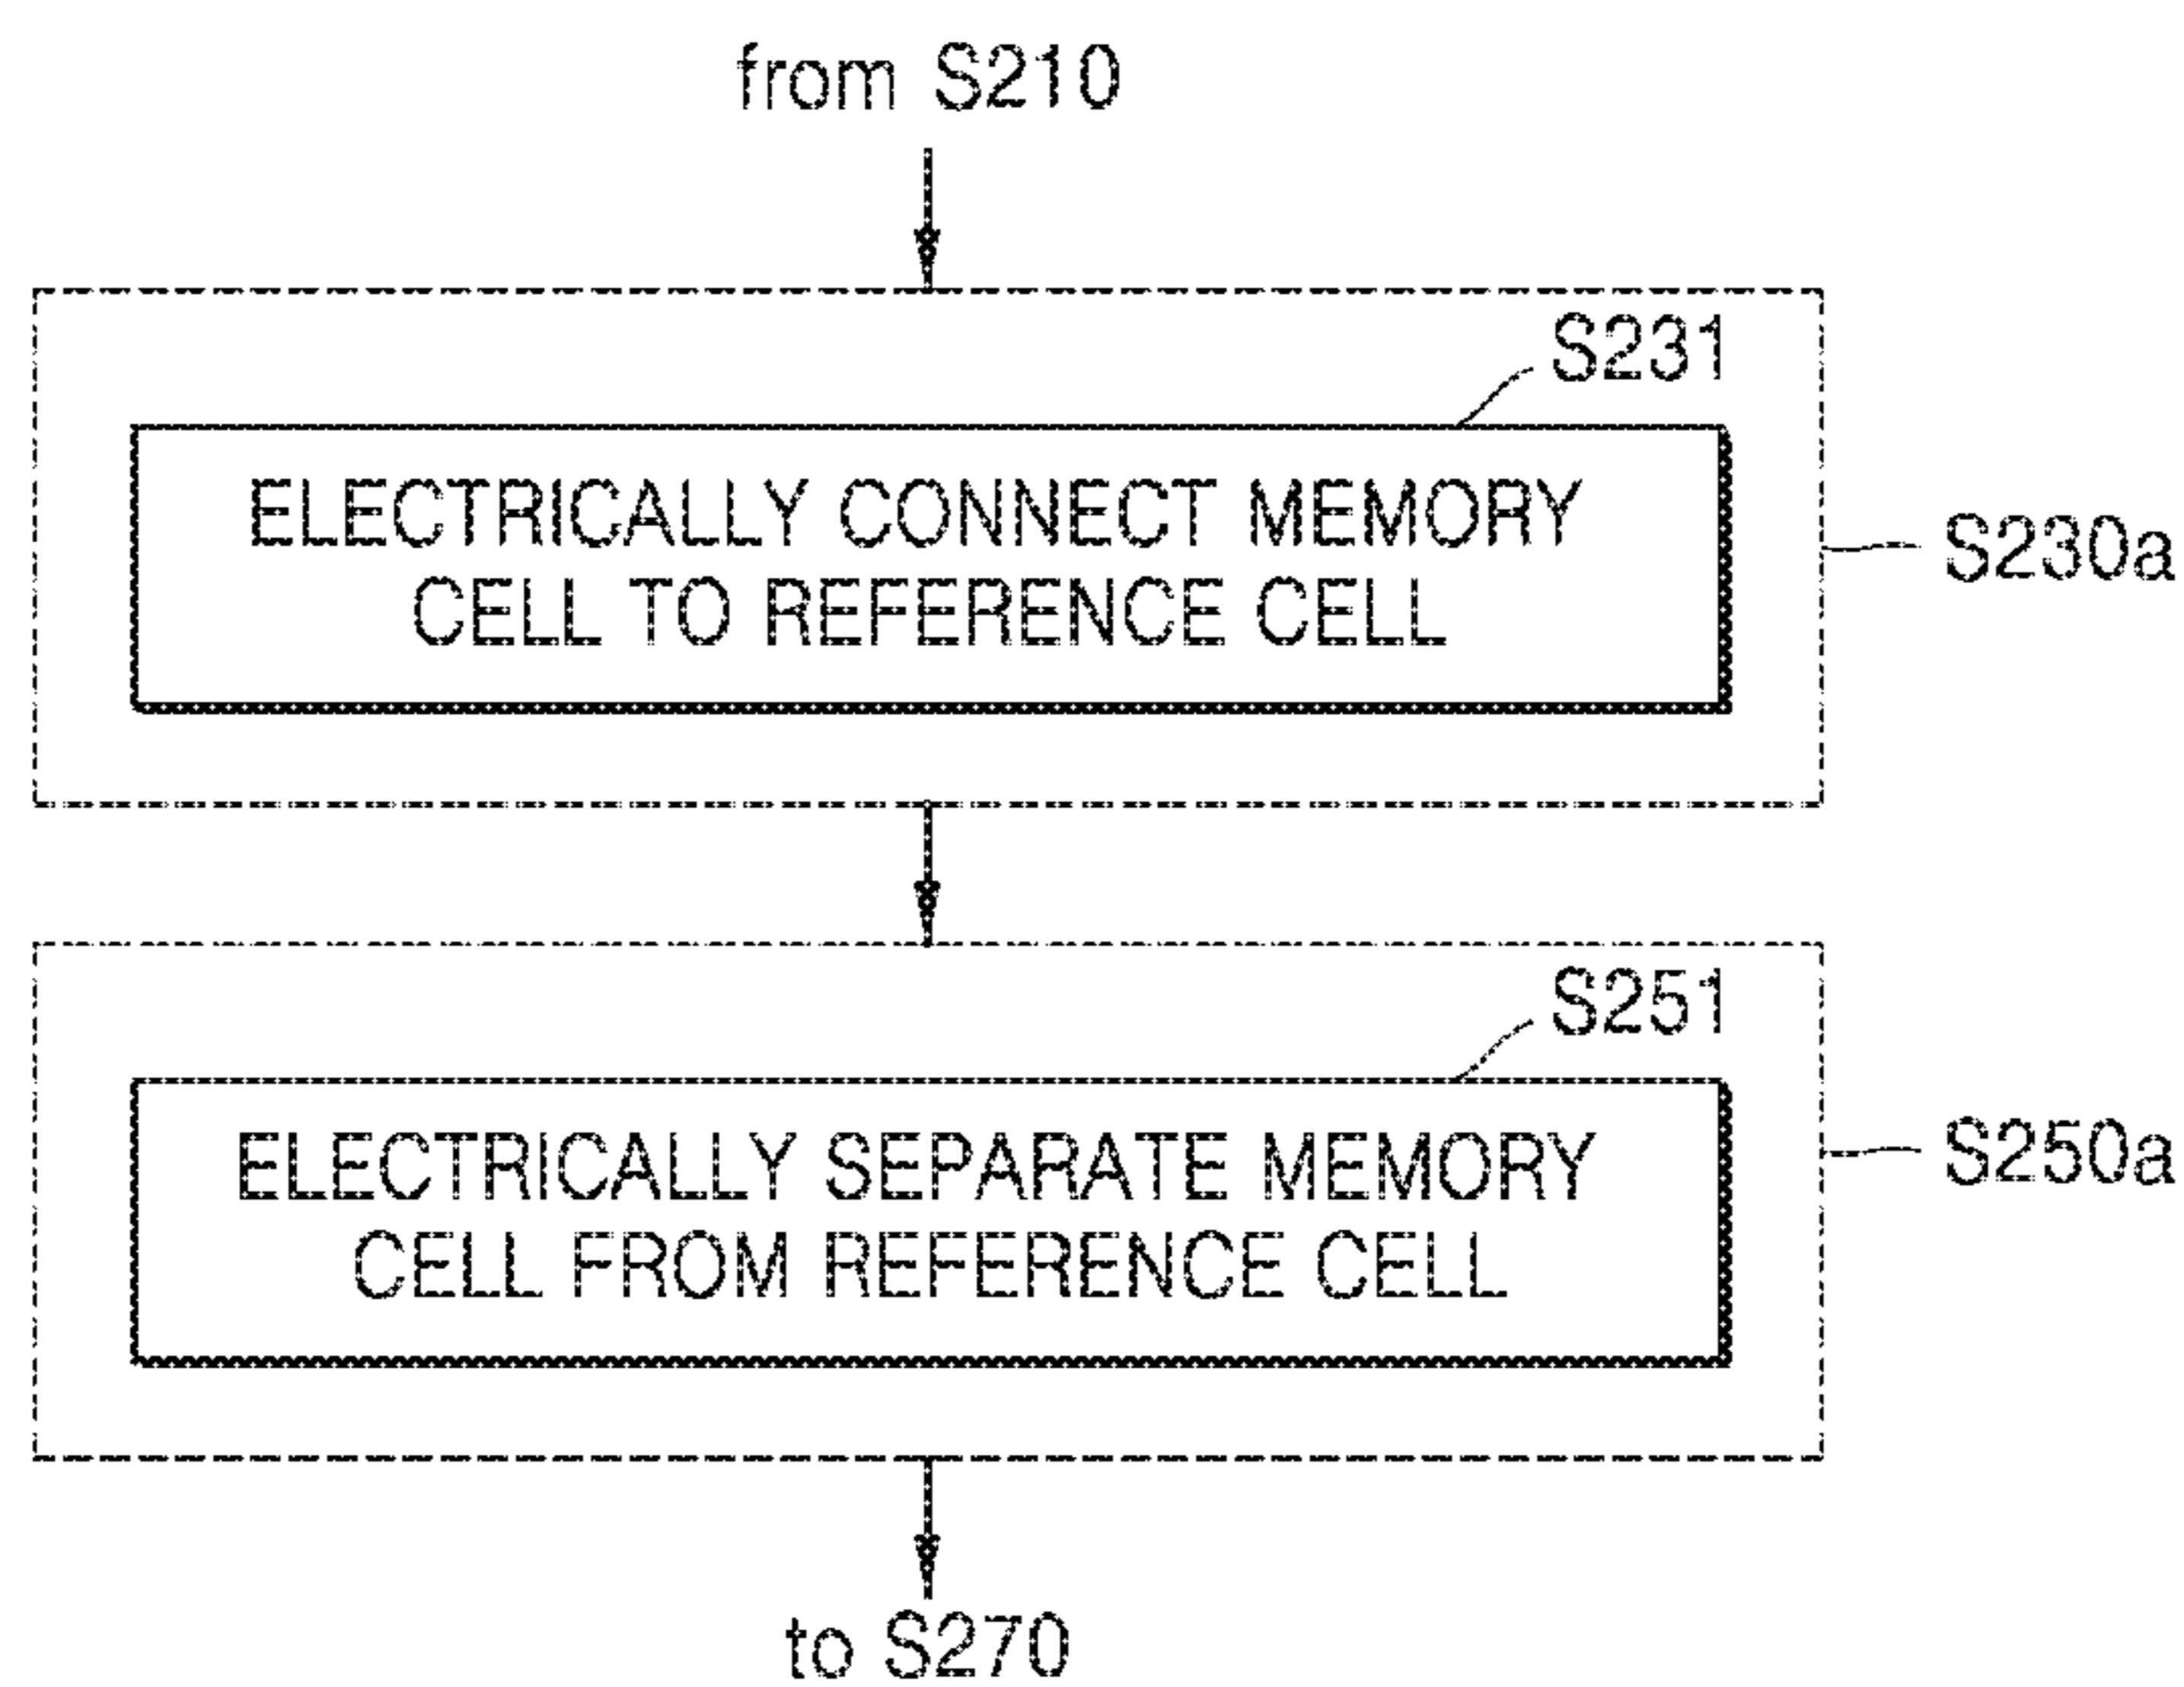 from S210
S231
ELECTRICALLY CONNECT MEMORY
CELL TO REFERENCE CELL
S230a
S251
ELECTRICALLY SEPARATE MEMORY
CELL FROM REFERENCE CELL
S250a
to S270